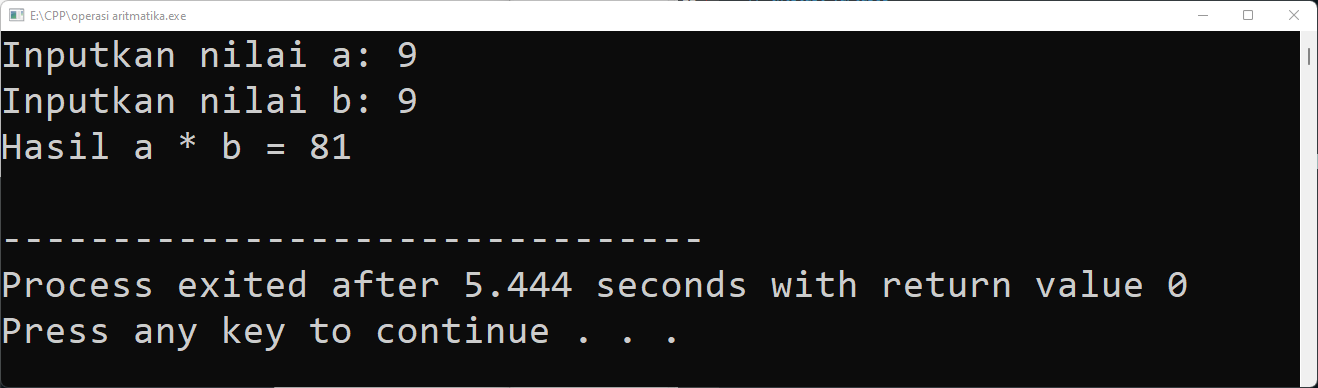 E:\CPP\operasi aritmatika.exe
Inputkan nilai a: 9
Inputkan nilai b: 9
Hasil a * b = 81
--------------------------------
Process exited after 5.444 seconds with return value 0
Press any key to continue . . .